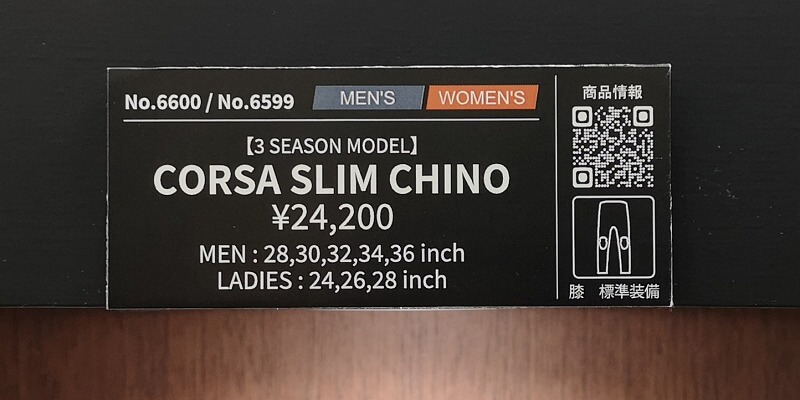 No.6600 / No.6599 MEN'S WOMEN'S
【3 SEASON MODEL】
CORSA SLIM CHINO
¥24,200
MEN : 28,30,32,34,36 inch
LADIES : 24,26,28 inch
商品情報
膝 標準装備